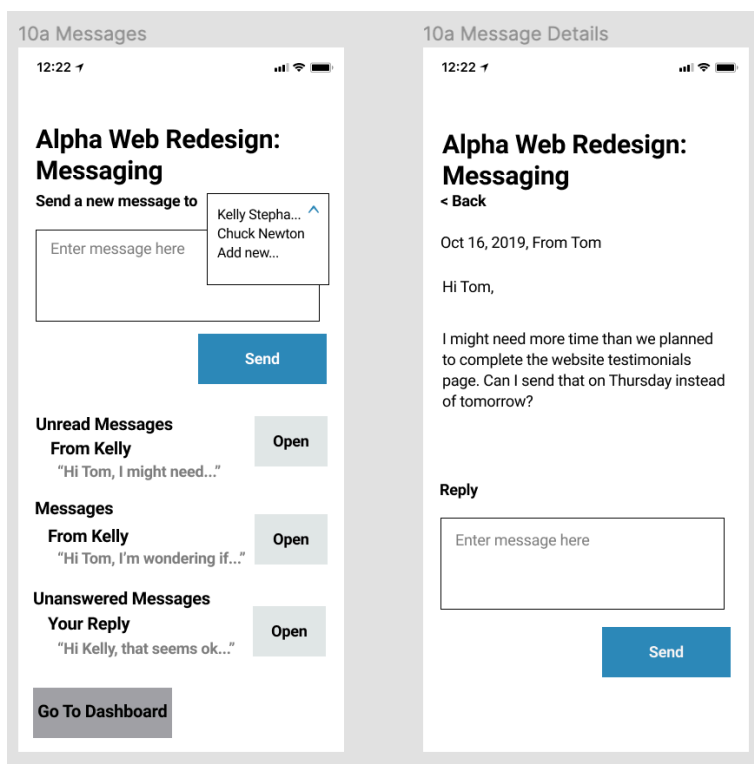 10a Messages
12:22
Alpha Web Redesign:
Messaging
Send a new message to
Kelly Stepha...
Chuck Newton
Add new...
Enter message here
Send
Unread Messages
From Kelly
“Hi Tom, I might need...”
Open
Messages
From Kelly
“Hi Tom, I’m wondering if...”
Open
Unanswered Messages
Your Reply
“Hi Kelly, that seems ok...”
Open
Go To Dashboard
10a Message Details
12:22
Alpha Web Redesign:
Messaging
< Back
Oct 16, 2019, From Tom
Hi Tom,
I might need more time than we planned
to complete the website testimonials
page. Can I send that on Thursday instead
of tomorrow?
Reply
Enter message here
Send